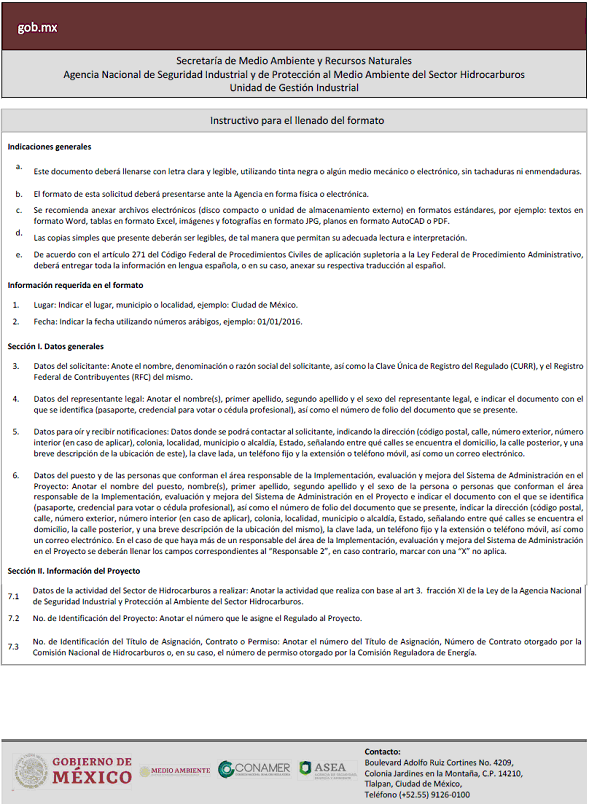 gob.mx
Secretaría de Medio Ambiente y Recursos Naturales
Agencia Nacional de Seguridad Industrial y de Protección al Medio Ambiente del Sector Hidrocarburos
Unidad de Gestión Industrial
Instructivo para el llenado del formato
Indicaciones generales
a. Este documento deberá llenarse con letra clara y legible, utilizando tinta negra o algún medio mecánico o electrónico, sin tachaduras ni enmendaduras.
b. El formato de esta solicitud deberá presentarse ante la Agencia en forma física o electrónica.
c. Se recomienda anexar archivos electrónicos (disco compacto o unidad de almacenamiento externo) en formatos estándares, por ejemplo: textos en
formato Word, tablas en formato Excel, imágenes y fotografías en formato JPG, planos en formato AutoCAD o PDF.
d. Las copias simples que presente deberán ser legibles, de tal manera que permitan su adecuada lectura e interpretación.
e. De acuerdo con el artículo 271 del Código Federal de Procedimientos Civiles de aplicación supletoria a la Ley Federal de Procedimiento Administrativo,
deberá entregar toda la información en lengua española, o en su caso, anexar su respectiva traducción al español.
Información requerida en el formato
1. Lugar: Indicar el lugar, municipio o localidad, ejemplo: Ciudad de México.
2. Fecha: Indicar la fecha utilizando números arábigos, ejemplo: 01/01/2016.
Sección I. Datos generales
3. Datos del solicitante: Anote el nombre, denominación o razón social del solicitante, así como la Clave Única de Registro del Regulado (CURR), y el Registro
Federal de Contribuyentes (RFC) del mismo.
4. Datos del representante legal: Anotar el nombre(s), primer apellido, segundo apellido y el sexo del representante legal, e indicar el documento con el
que se identifica (pasaporte, credencial para votar o cédula profesional), así como el número de folio del documento que se presente.
5. Datos para oír y recibir notificaciones: Datos donde se podrá contactar al solicitante, indicando la dirección (código postal, calle, número exterior, número
interior (en caso de aplicar), colonia, localidad, municipio o alcaldía, Estado, señalando entre qué calles se encuentra el domicilio, la calle posterior, y una
breve descripción de la ubicación de este), la clave lada, un teléfono fijo y la extensión o teléfono móvil, así como un correo electrónico.
6. Datos del puesto y de las personas que conforman el área responsable de la Implementación, evaluación y mejora del Sistema de Administración en el
Proyecto: Anotar el nombre del puesto, nombre(s), primer apellido, segundo apellido y el sexo de la persona o personas que conforman el área
responsable de la Implementación, evaluación y mejora del Sistema de Administración en el Proyecto e indicar el documento con el que se identifica
(pasaporte, credencial para votar o cédula profesional), así como el número de folio del documento que se presente, indicar la dirección (código postal,
calle, número exterior, número interior (en caso de aplicar), colonia, localidad, municipio o alcaldía, Estado, señalando entre qué calles se encuentra el
domicilio, la calle posterior, y una breve descripción de la ubicación del mismo), la clave lada, un teléfono fijo y la extensión o teléfono móvil, así como
un correo electrónico. En el caso de que haya más de un responsable del área de la Implementación, evaluación y mejora del Sistema de Administración
en el Proyecto se deberán llenar los campos correspondientes al “Responsable 2”, en caso contrario, marcar con una “X” no aplica.
Sección II. Información del Proyecto
7.1 Datos de la actividad del Sector de Hidrocarburos a realizar: Anotar la actividad que realiza con base al art 3. fracción XI de la Ley de la Agencia Nacional
de Seguridad Industrial y Protección al Ambiente del Sector Hidrocarburos.
7.2 No. de Identificación del Proyecto: Anotar el número que le asigne el Regulado al Proyecto.
7.3 No. de Identificación del Título de Asignación, Contrato o Permiso: Anotar el número del Título de Asignación, Número de Contrato otorgado por la
Comisión Nacional de Hidrocarburos o, en su caso, el número de permiso otorgado por la Comisión Reguladora de Energía.
GOBIERNO DE
MÉXICO
MEDIO AMBIENTE
CONAMER
ASEA
Contacto:
Boulevard Adolfo Ruiz Cortines No. 4209,
Colonia Jardines en la Montaña, C.P. 14210,
Tlalpan, Ciudad de México,
Teléfono (+52.55) 9126-0100